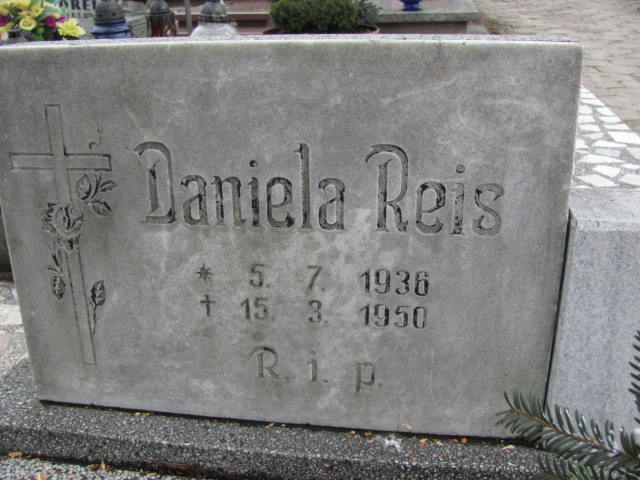 Daniela Reis
* 5. 7. 1936
† 15. 3. 1950
R. i. p.